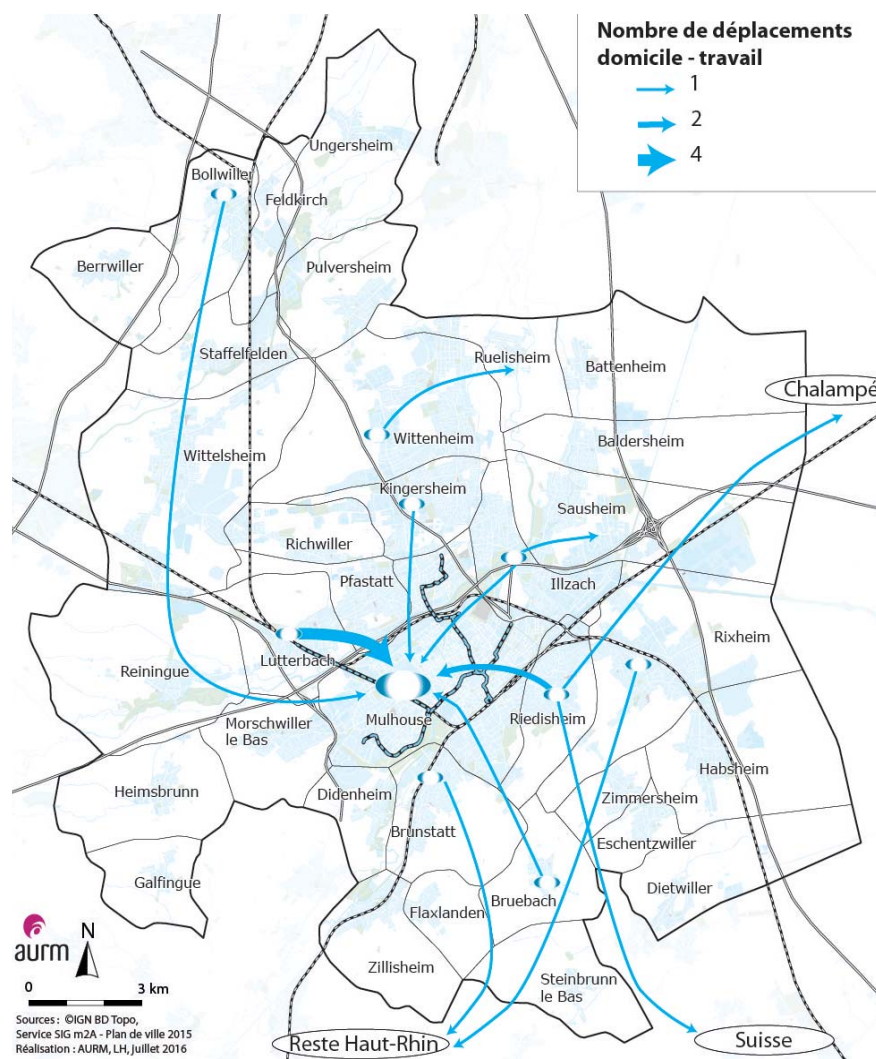 Nombre de déplacements
domicile - travail
1
2
4
Ungersheim
Bollwiller
Feldkirch
Berrwiller
Pulversheim
Staffelfelden
Ruelisheim
Battenheim
Chalampé
Wittelsheim
Wittenheim
Baldersheim
Kingersheim
Sausheim
Richwiller
Pfastatt
Illzach
Lutterbach
Rixheim
Reiningue
Mulhouse
Riedisheim
Morschwiller
le Bas
Habsheim
Heimsbrunn
Didenheim
Zimmersheim
Brunstatt
Eschentzwiller
Galfingue
Dietwiller
Bruebach
Flaxlanden
Zillisheim
Steinbrunn
le Bas
aurm
N
0 3 km
Sources : ©IGN BD Topo,
Service SIG m2A - Plan de ville 2015
Réalisation : AURM, LH, Juillet 2016
Reste Haut-Rhin
Suisse